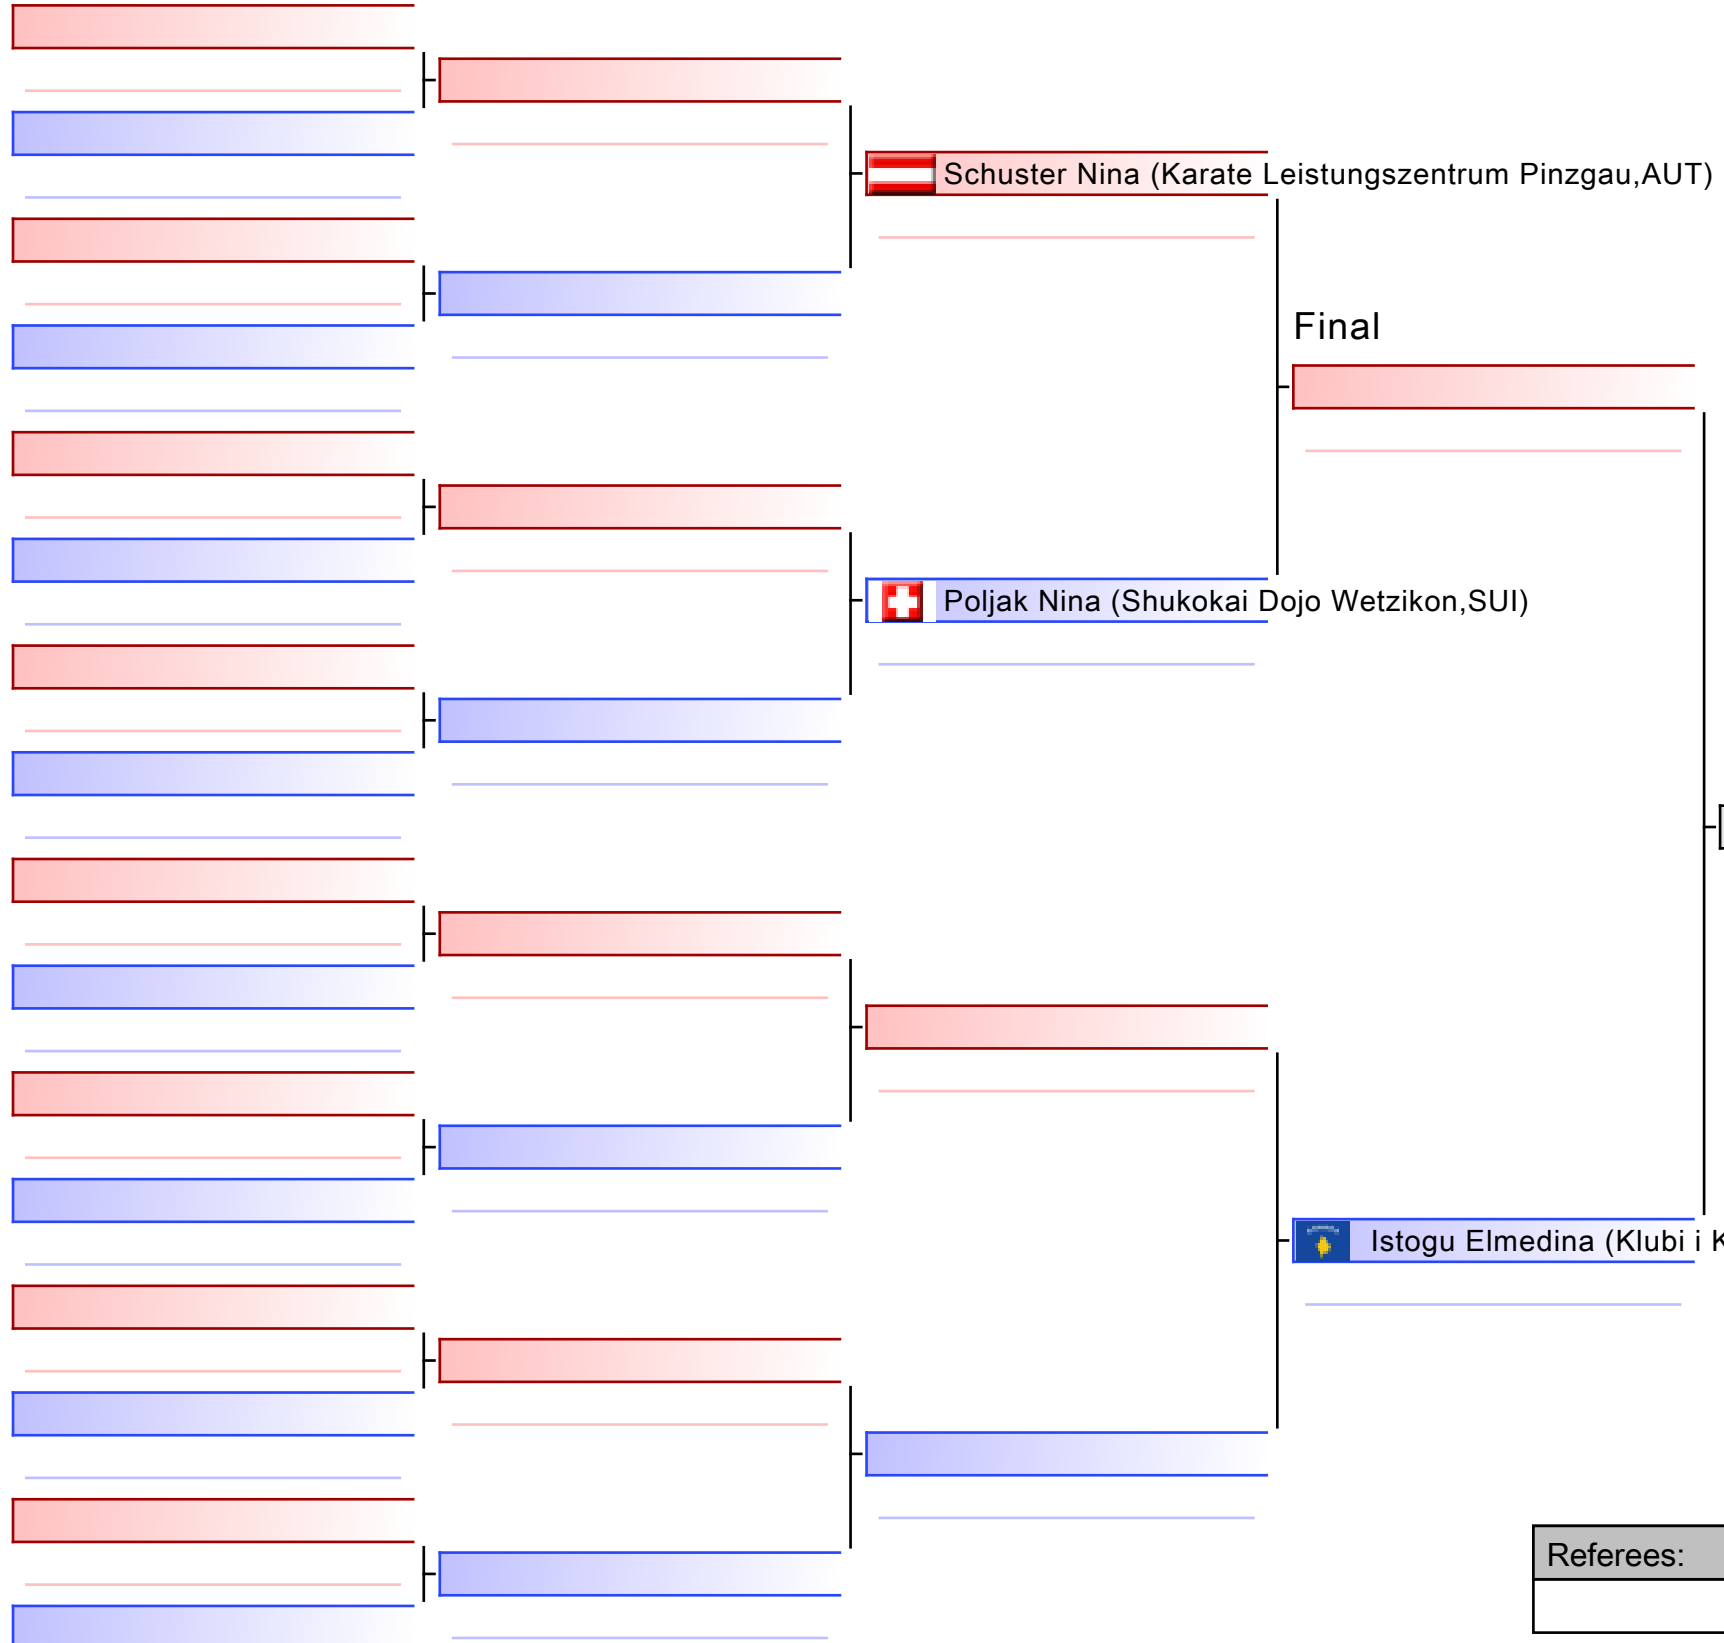 Schuster Nina (Karate Leistungszentrum Pinzgau,AUT)
Final
Poljak Nina (Shukokai Dojo Wetzikon,SUI)
Istogu Elmedina (Klubi i
Referees: